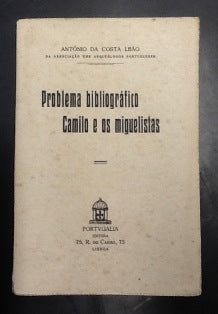 ANTÓNIO DA COSTA LEÃO
DA ASSOCIAÇÃO DOS ARQUEÓLOGOS PORTUGUESES
Problema bibliográfico
Camilo e os miguelistas
PORTVGALIA
EDITORA
75, R. DO CARMO, 75
LISBOA